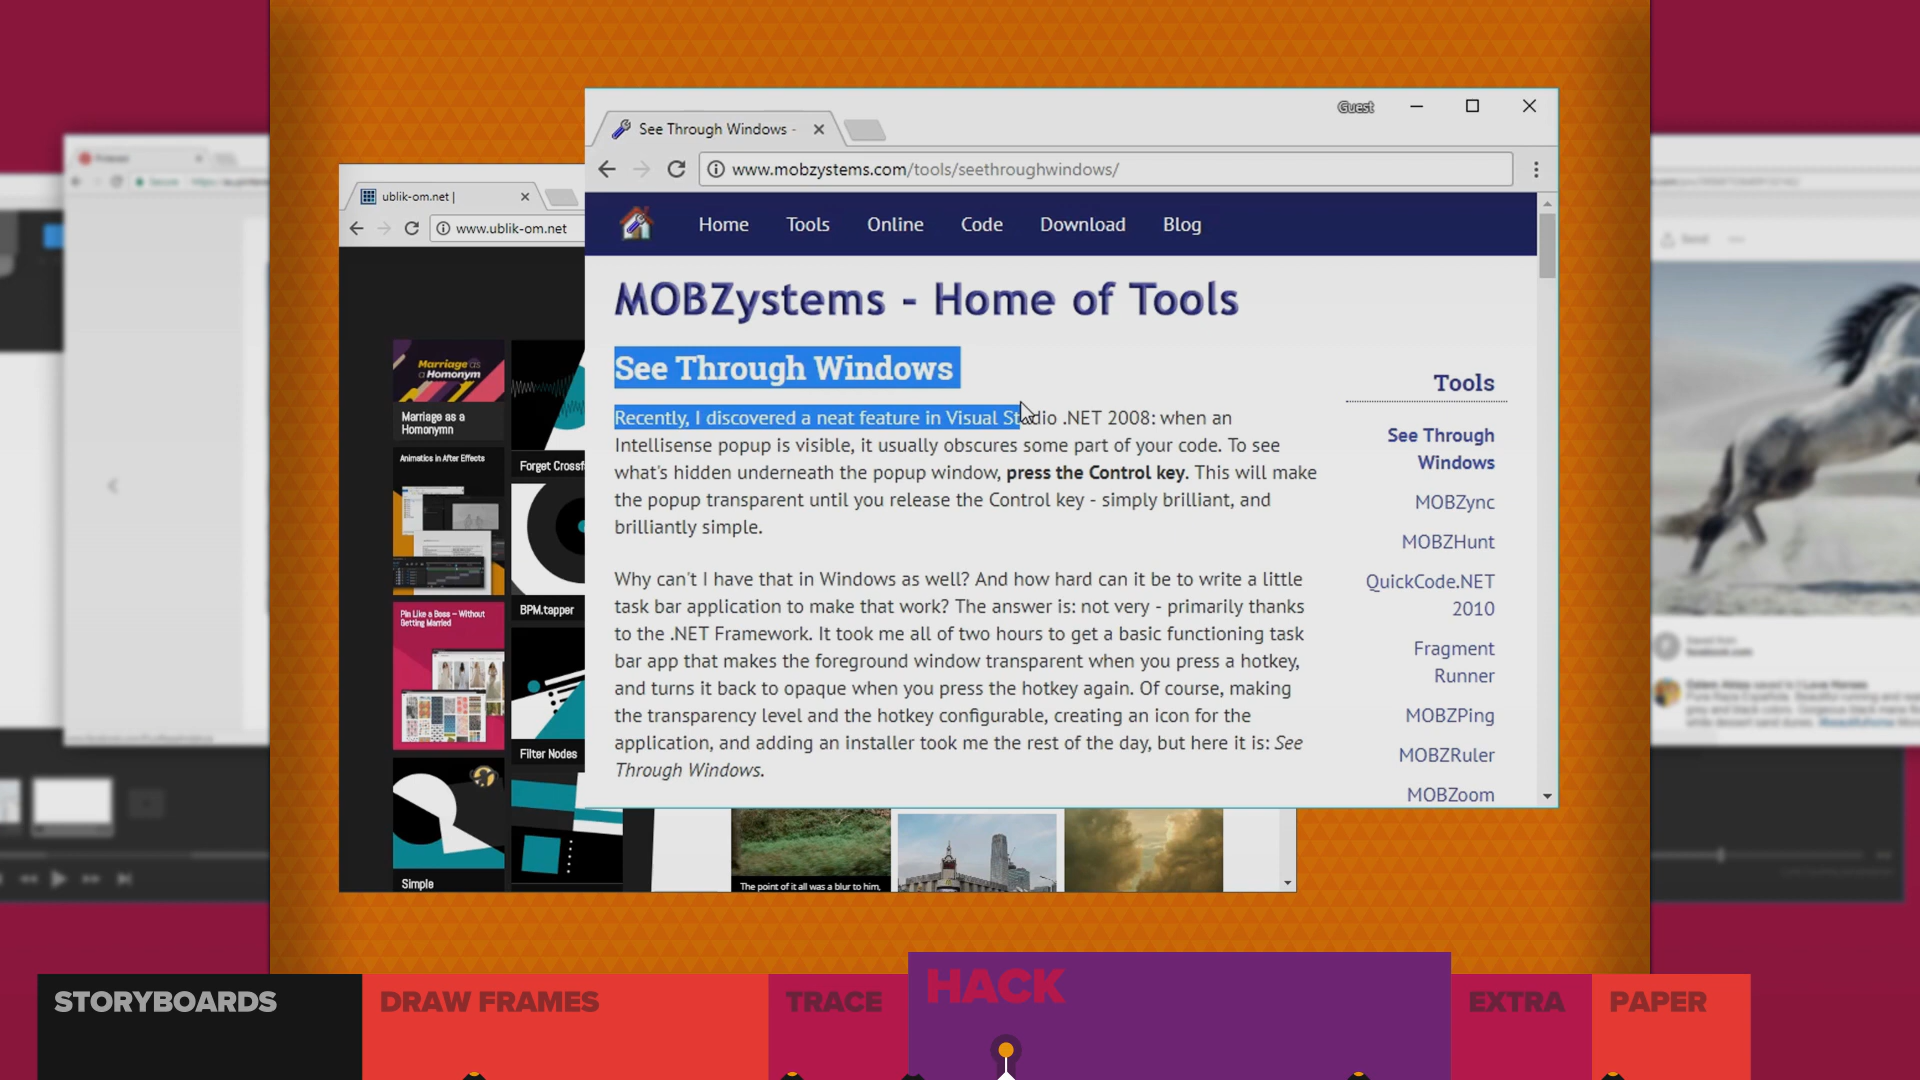 Guest
See Through Windows -
www.mobzystems.com/tools/seethroughwindows/
ublik-om.net |
www.ublik-om.net
Home Tools Online Code Download Blog
MOBZystems - Home of Tools
See Through Windows
Recently, I discovered a neat feature in Visual Studio .NET 2008: when an
Intellisense popup is visible, it usually obscures some part of your code. To see
what's hidden underneath the popup window, press the Control key. This will make
the popup transparent until you release the Control key - simply brilliant, and
brilliantly simple.
Why can't I have that in Windows as well? And how hard can it be to write a little
task bar application to make that work? The answer is: not very - primarily thanks
to the .NET Framework. It took me all of two hours to get a basic functioning task
bar app that makes the foreground window transparent when you press a hotkey,
and turns it back to opaque when you press the hotkey again. Of course, making
the transparency level and the hotkey configurable, creating an icon for the
application, and adding an installer took me the rest of the day, but here it is: See
Through Windows.
Tools
See Through
Windows
MOBZync
MOBZHunt
QuickCode.NET
2010
Fragment
Runner
MOBZPing
MOBZRuler
MOBZoom
Marriage as a
Homonym
Marriage as a
Homonymn
Animatics in After Effects
Forget Crossf
Pin Like a Boss – Without
Getting Married
BPM.tapper
Filter Nodes
Simple
The point of it all was a blur to him,
Send
STORYBOARDS
DRAW FRAMES
TRACE
HACK
EXTRA
PAPER